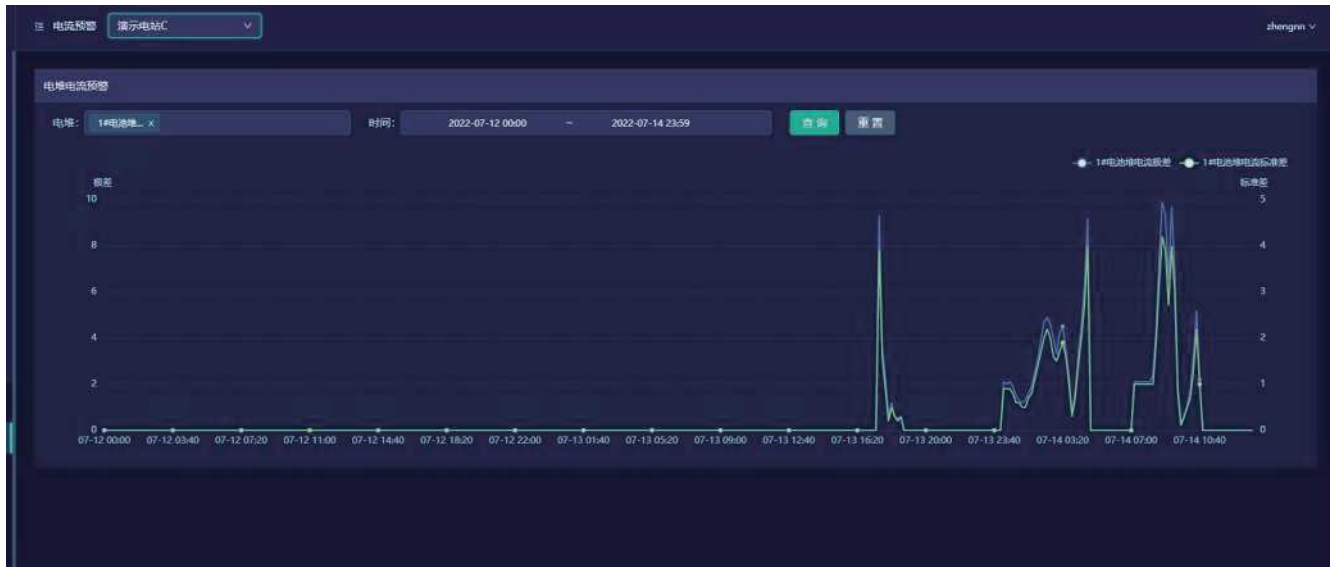 电流预警 演示电站C zhengnn
电堆电流预警
电堆: 1#电池堆... × 时间: 2022-07-12 00:00 – 2022-07-14 23:59 查询 重置
1#电池堆电流极差 1#电池堆电流标准差
极差 标准差
10 5
8 4
6 3
4 2
2 1
0 0
07-12 00:00 07-12 03:40 07-12 07:20 07-12 11:00 07-12 14:40 07-12 18:20 07-12 22:00 07-13 01:40 07-13 05:20 07-13 09:00 07-13 12:40 07-13 16:20 07-13 20:00 07-13 23:40 07-14 03:20 07-14 07:00 07-14 10:40